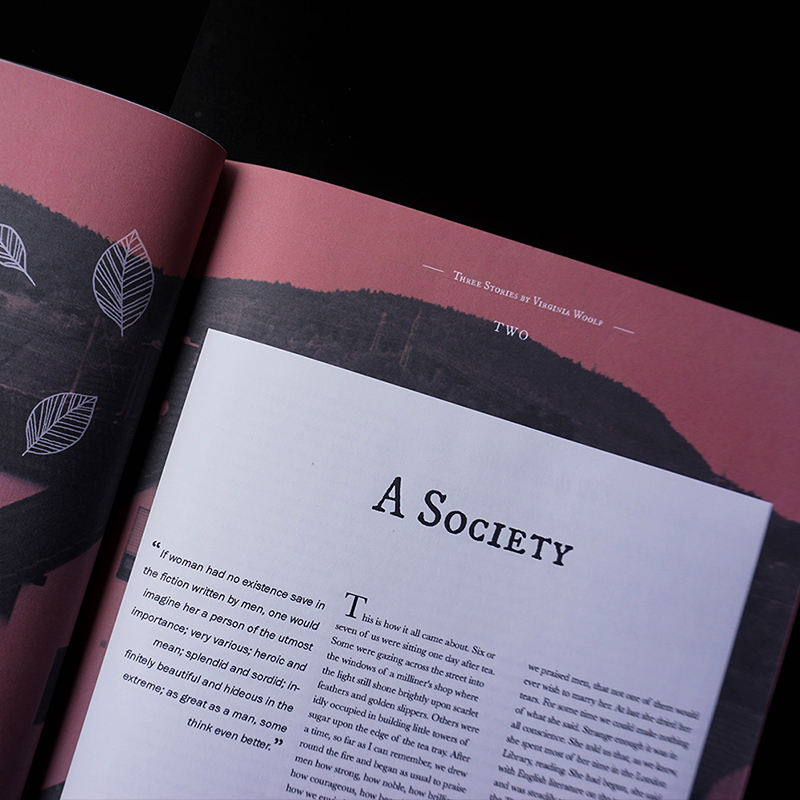 Three Stories by Virginia Woolf
TWO
A Society
“If woman had no existence save in
the fiction written by men, one would
imagine her a person of the utmost
importance; very various; heroic and
mean; splendid and sordid; in-
finitely beautiful and hideous in the
extreme; as great as a man, some
think even better.”
This is how it all came about. Six or
seven of us were sitting one day after tea.
Some were gazing across the street into
the windows of a milliner's shop where
the light still shone brightly upon scarlet
feathers and golden slippers. Others were
idly occupied in building little towers of
sugar upon the edge of the tea tray. After
a time, so far as I can remember, we drew
round the fire and began as usual to praise
men how strong, how noble, how brilliant
how courageous, how
how we
we praised men, that not one of them would
ever wish to marry her. At last she dried her
tears. For some time we could make nothing
of what she said. Strange enough it was in
all conscience. She told us that, as we knew,
she spent most of her time in the London
Library, reading. She had begun, she said,
with English literature on the
and was steadily